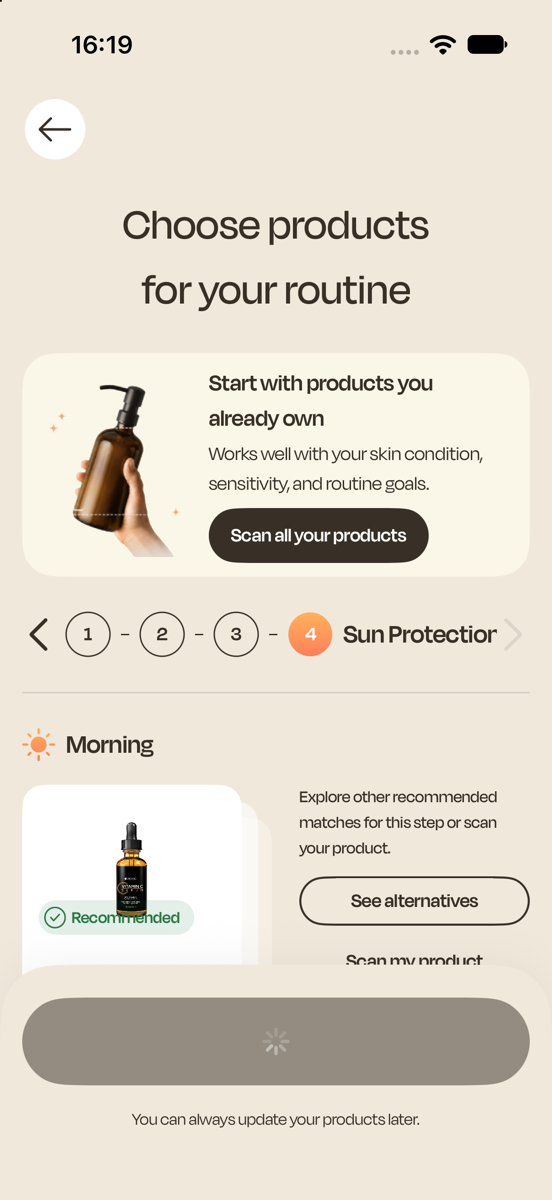 16:19
Choose products
for your routine
Start with products you
already own
Works well with your skin condition,
sensitivity, and routine goals.
Scan all your products
1 – 2 – 3 – 4 Sun Protection
Morning
Explore other recommended
matches for this step or scan
your product.
See alternatives
Recommended
Scan my product
You can always update your products later.